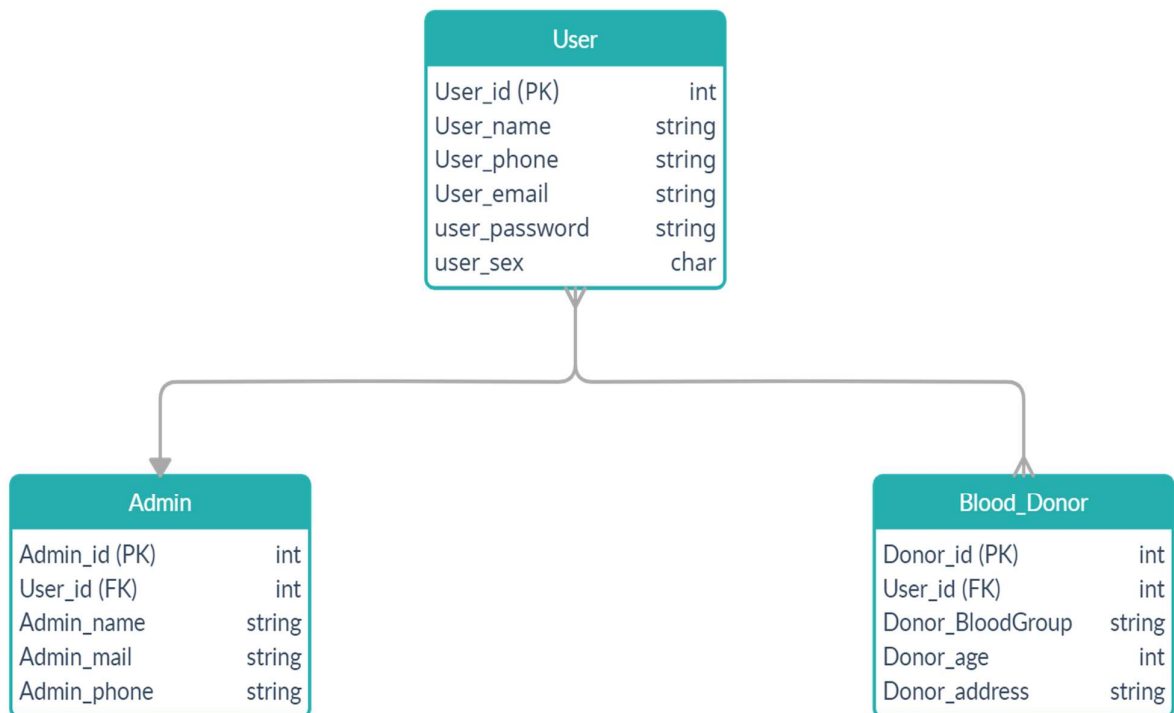 User
User_id (PK) int
User_name string
User_phone string
User_email string
user_password string
user_sex char
Admin
Admin_id (PK) int
User_id (FK) int
Admin_name string
Admin_mail string
Admin_phone string
Blood_Donor
Donor_id (PK) int
User_id (FK) int
Donor_BloodGroup string
Donor_age int
Donor_address string